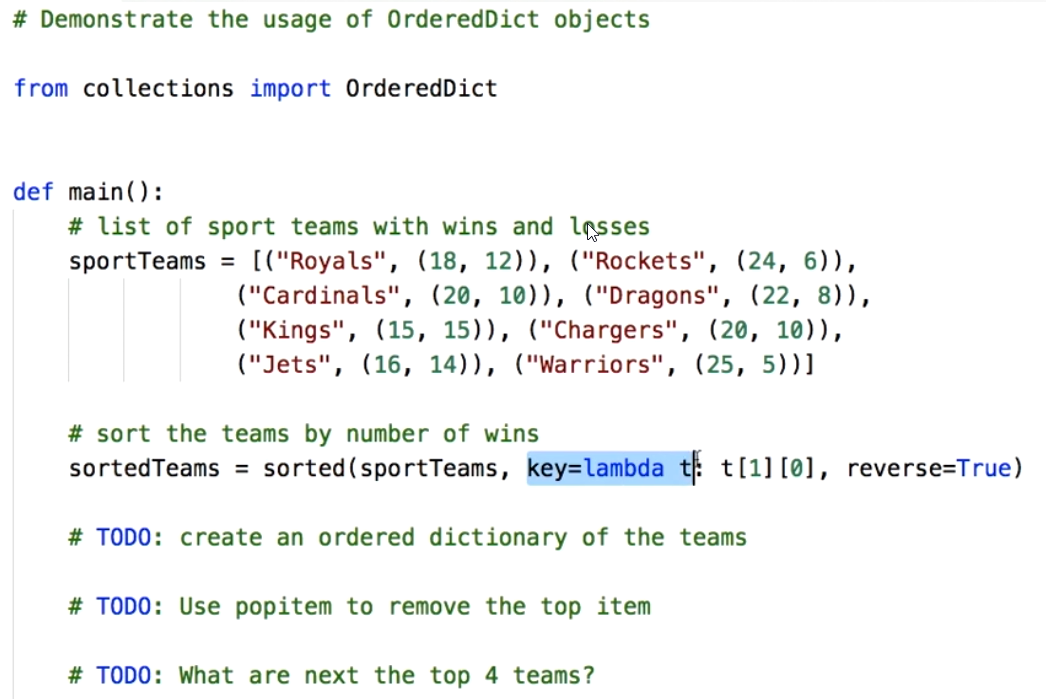 # Demonstrate the usage of OrderedDict objects
from collections import OrderedDict
def main():
# list of sport teams with wins and losses
sportTeams = [("Royals", (18, 12)), ("Rockets", (24, 6)),
("Cardinals", (20, 10)), ("Dragons", (22, 8)),
("Kings", (15, 15)), ("Chargers", (20, 10)),
("Jets", (16, 14)), ("Warriors", (25, 5))]
# sort the teams by number of wins
sortedTeams = sorted(sportTeams, key=lambda t: t[1][0], reverse=True)
# TODO: create an ordered dictionary of the teams
# TODO: Use popitem to remove the top item
# TODO: What are next the top 4 teams?